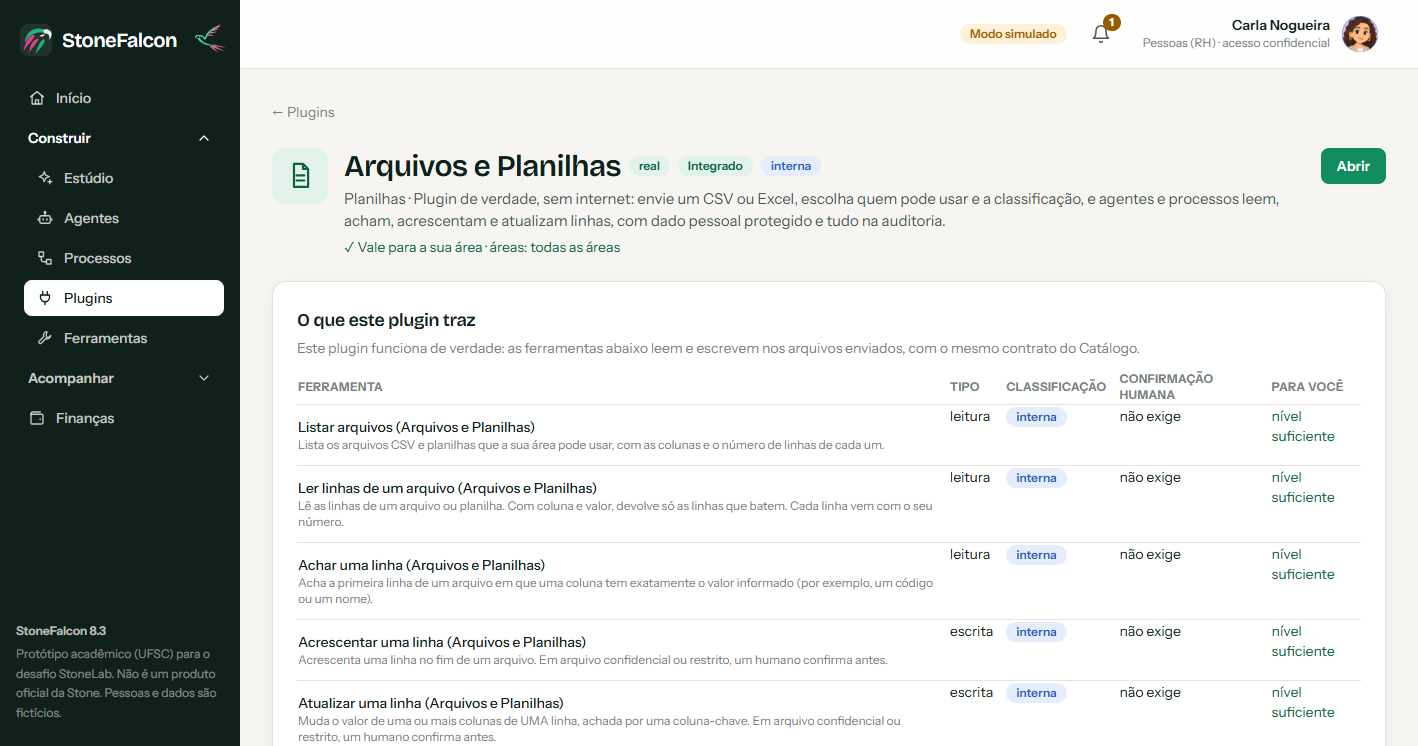 StoneFalcon
Modo simulado
1
Carla Nogueira
Pessoas (RH) · acesso confidencial
Início
Construir
Estúdio
Agentes
Processos
Plugins
Ferramentas
Acompanhar
Finanças
StoneFalcon 8.3
Protótipo acadêmico (UFSC) para o
desafio StoneLab. Não é um produto
oficial da Stone. Pessoas e dados são
fictícios.
← Plugins
Arquivos e Planilhas real Integrado interna
Abrir
Planilhas · Plugin de verdade, sem internet: envie um CSV ou Excel, escolha quem pode usar e a classificação, e agentes e processos leem,
acham, acrescentam e atualizam linhas, com dado pessoal protegido e tudo na auditoria.
✓ Vale para a sua área · áreas: todas as áreas
O que este plugin traz
Este plugin funciona de verdade: as ferramentas abaixo leem e escrevem nos arquivos enviados, com o mesmo contrato do Catálogo.
FERRAMENTA TIPO CLASSIFICAÇÃO CONFIRMAÇÃO HUMANA PARA VOCÊ
Listar arquivos (Arquivos e Planilhas)
Lista os arquivos CSV e planilhas que a sua área pode usar, com as colunas e o número de linhas de cada um.
leitura interna não exige nível suficiente
Ler linhas de um arquivo (Arquivos e Planilhas)
Lê as linhas de um arquivo ou planilha. Com coluna e valor, devolve só as linhas que batem. Cada linha vem com o seu
número.
leitura interna não exige nível suficiente
Achar uma linha (Arquivos e Planilhas)
Acha a primeira linha de um arquivo em que uma coluna tem exatamente o valor informado (por exemplo, um código
ou um nome).
leitura interna não exige nível suficiente
Acrescentar uma linha (Arquivos e Planilhas)
Acrescenta uma linha no fim de um arquivo. Em arquivo confidencial ou restrito, um humano confirma antes.
escrita interna não exige nível suficiente
Atualizar uma linha (Arquivos e Planilhas)
Muda o valor de uma ou mais colunas de UMA linha, achada por uma coluna-chave. Em arquivo confidencial ou
restrito, um humano confirma antes.
escrita interna não exige nível suficiente